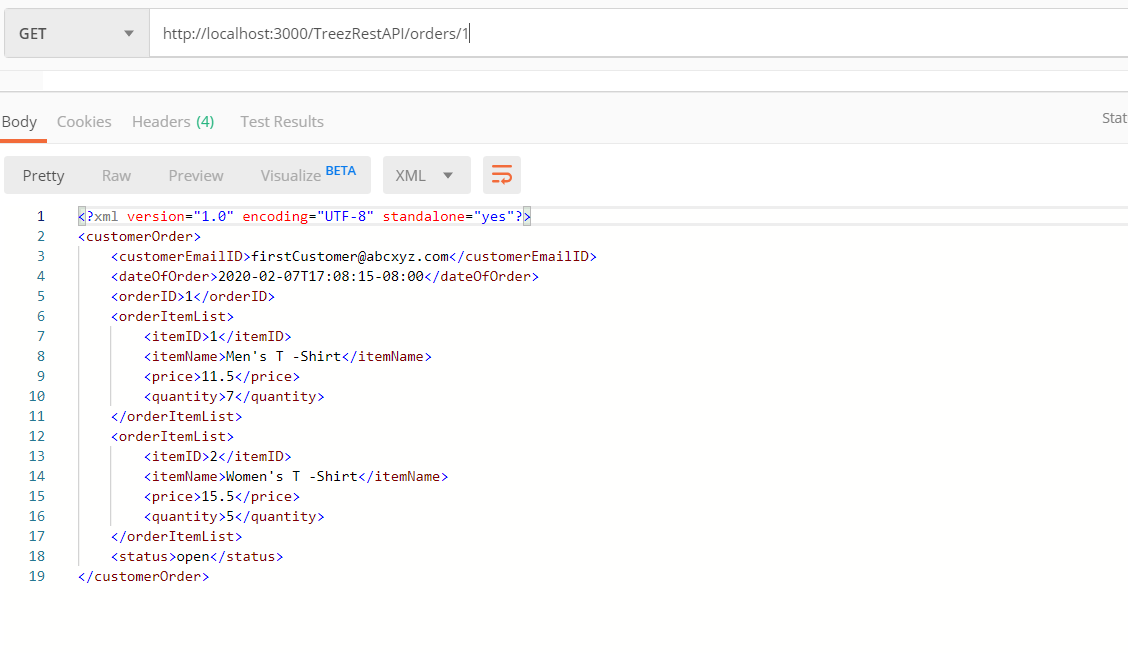 GET http://localhost:3000/TreezRestAPI/orders/1
Body Cookies Headers (4) Test Results Stat
Pretty Raw Preview Visualize BETA XML
1 <?xml version="1.0" encoding="UTF-8" standalone="yes"?>
2 <customerOrder>
3 <customerEmailID>firstCustomer@abcxyz.com</customerEmailID>
4 <dateOfOrder>2020-02-07T17:08:15-08:00</dateOfOrder>
5 <orderID>1</orderID>
6 <orderItemList>
7 <itemID>1</itemID>
8 <itemName>Men's T -Shirt</itemName>
9 <price>11.5</price>
10 <quantity>7</quantity>
11 </orderItemList>
12 <orderItemList>
13 <itemID>2</itemID>
14 <itemName>Women's T -Shirt</itemName>
15 <price>15.5</price>
16 <quantity>5</quantity>
17 </orderItemList>
18 <status>open</status>
19 </customerOrder>